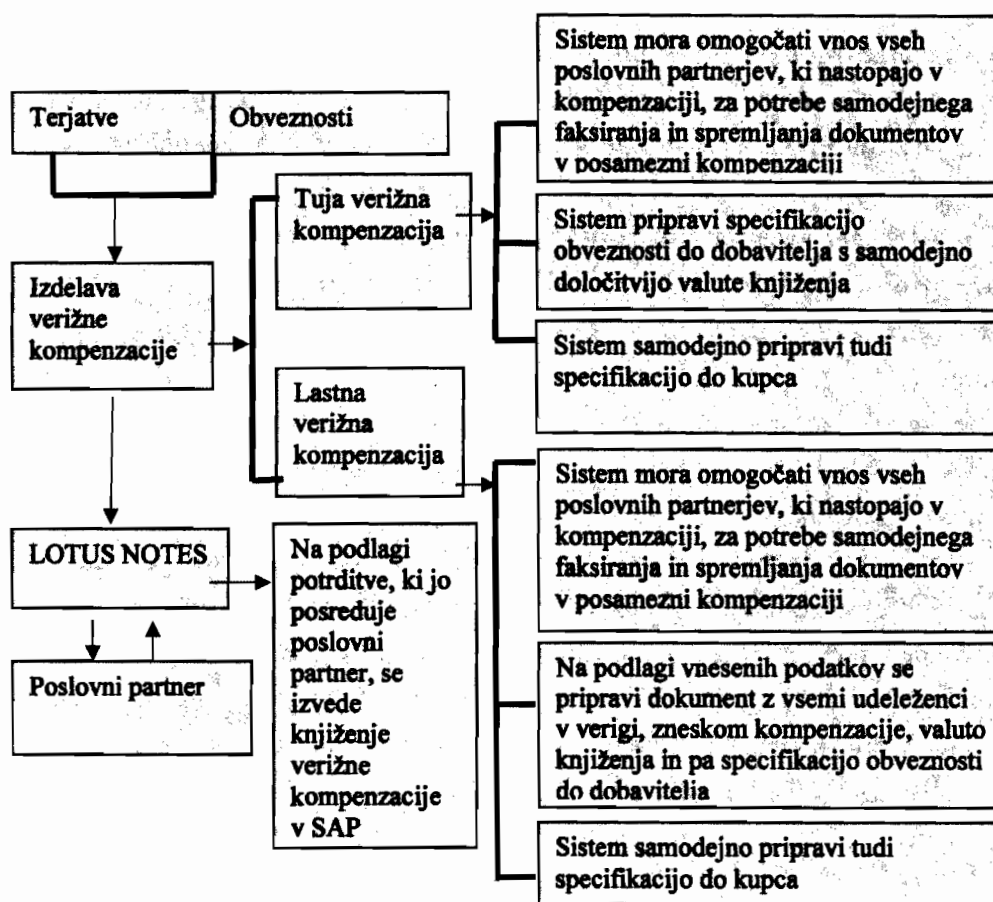 Terjatve
Obveznosti
Izdelava
verižne
kompenzacije
LOTUS NOTES
Poslovni partner
Tuja verižna
kompenzacija
Lastna
verižna
kompenzacija
Na podlagi
potrditve, ki jo
posreduje
poslovni
partner, se
izvede
knjiženje
verižne
kompenzacije
v SAP
Sistem mora omogočati vnos vseh
poslovnih partnerjev, ki nastopajo v
kompenzaciji, za potrebe samodejnega
faksiranja in spremljanja dokumentov
v posamezni kompenzaciji
Sistem pripravi specifikacijo
obveznosti do dobavitelja s samodejno
določitvijo valute knjiženja
Sistem samodejno pripravi tudi
specifikacijo do kupca
Sistem mora omogočati vnos vseh
poslovnih partnerjev, ki nastopajo v
kompenzaciji, za potrebe samodejnega
faksiranja in spremljanja dokumentov
v posamezni kompenzaciji
Na podlagi vnesenih podatkov se
pripravi dokument z vsemi udeleženci
v verigi, zneskom kompenzacije, valuto
knjiženja in pa specifikacijo obveznosti
do dobavitelja
Sistem samodejno pripravi tudi
specifikacijo do kupca